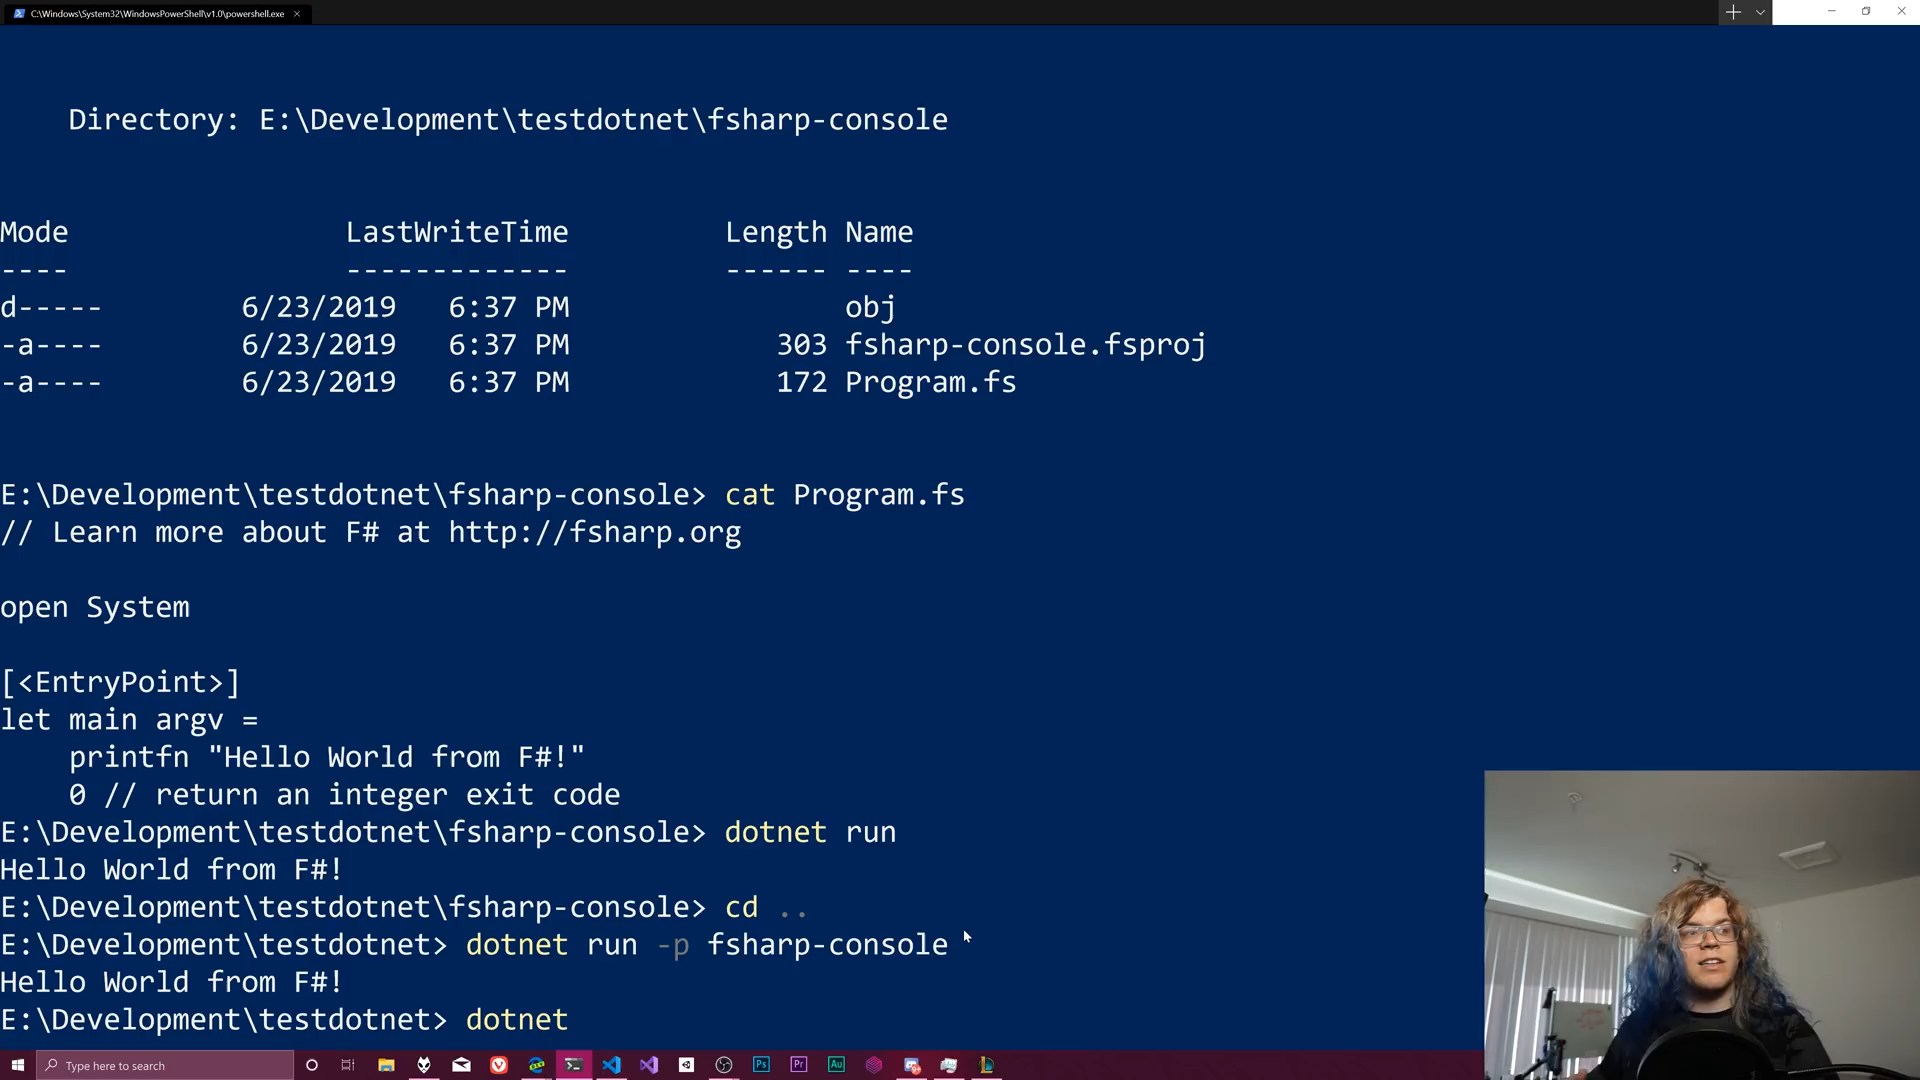 C:\Windows\System32\WindowsPowerShell\v1.0\powershell.exe
Directory: E:\Development\testdotnet\fsharp-console
Mode LastWriteTime Length Name
---- ------------- ------ ----
d----- 6/23/2019 6:37 PM obj
-a---- 6/23/2019 6:37 PM 303 fsharp-console.fsproj
-a---- 6/23/2019 6:37 PM 172 Program.fs
E:\Development\testdotnet\fsharp-console> cat Program.fs
// Learn more about F# at http://fsharp.org
open System
[<EntryPoint>]
let main argv =
printfn "Hello World from F#!"
0 // return an integer exit code
E:\Development\testdotnet\fsharp-console> dotnet run
Hello World from F#!
E:\Development\testdotnet\fsharp-console> cd ..
E:\Development\testdotnet> dotnet run -p fsharp-console
Hello World from F#!
E:\Development\testdotnet> dotnet
Type here to search
Ps
Pr
Au